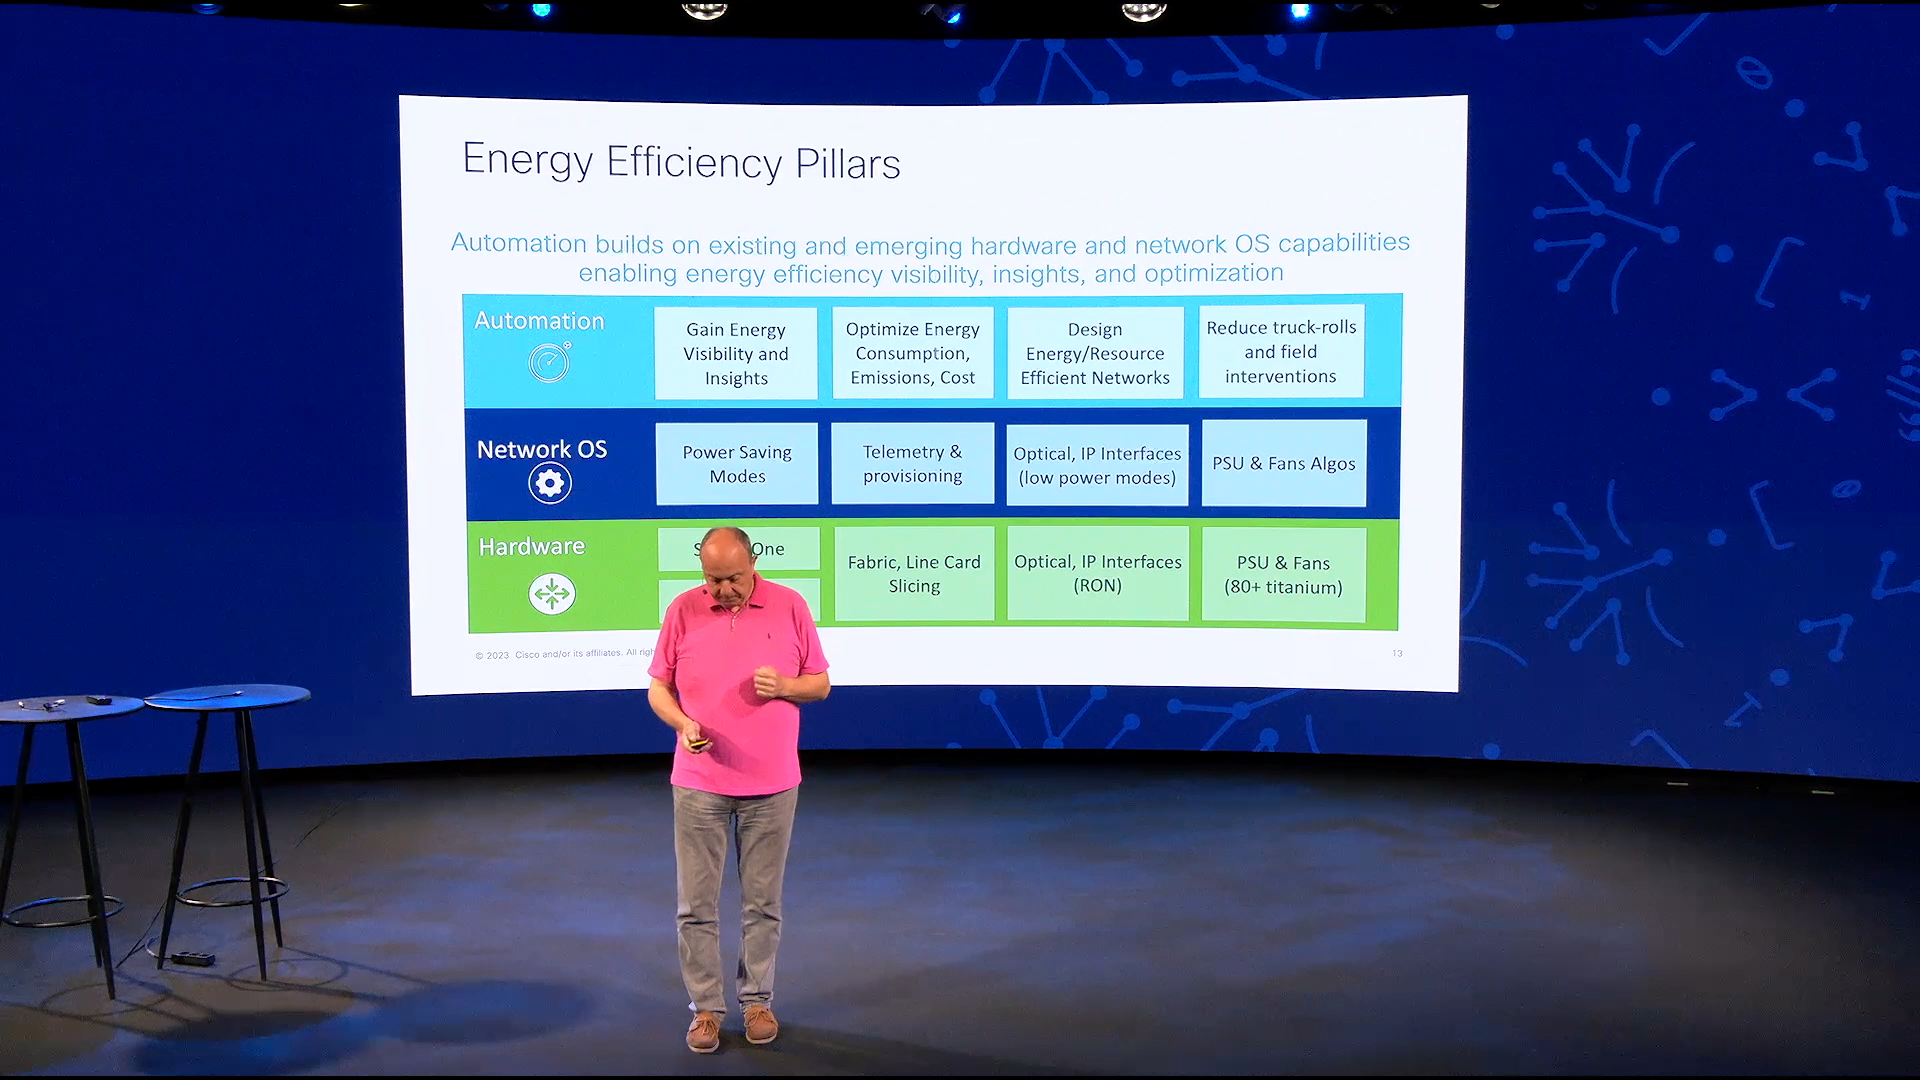 Energy Efficiency Pillars
Automation builds on existing and emerging hardware and network OS capabilities
enabling energy efficiency visibility, insights, and optimization
Automation
Gain Energy
Visibility and
Insights
Optimize Energy
Consumption,
Emissions, Cost
Design
Energy/Resource
Efficient Networks
Reduce truck-rolls
and field
interventions
Network OS
Power Saving
Modes
Telemetry &
provisioning
Optical, IP Interfaces
(low power modes)
PSU & Fans Algos
Hardware
One
Fabric, Line Card
Slicing
Optical, IP Interfaces
(RON)
PSU & Fans
(80+ titanium)
© 2023 Cisco and/or its affiliates. All
13